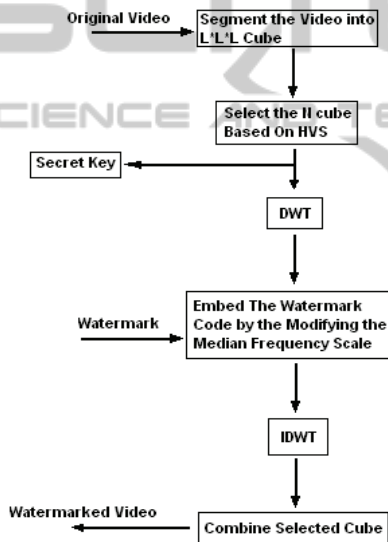 Original Video
Segment the Video into
L*L*L Cube
Select the N cube
Based On HVS
Secret Key
DWT
Embed The Watermark
Code by the Modifying the
Median Frequency Scale
Watermark
IDWT
Watermarked Video
Combine Selected Cube